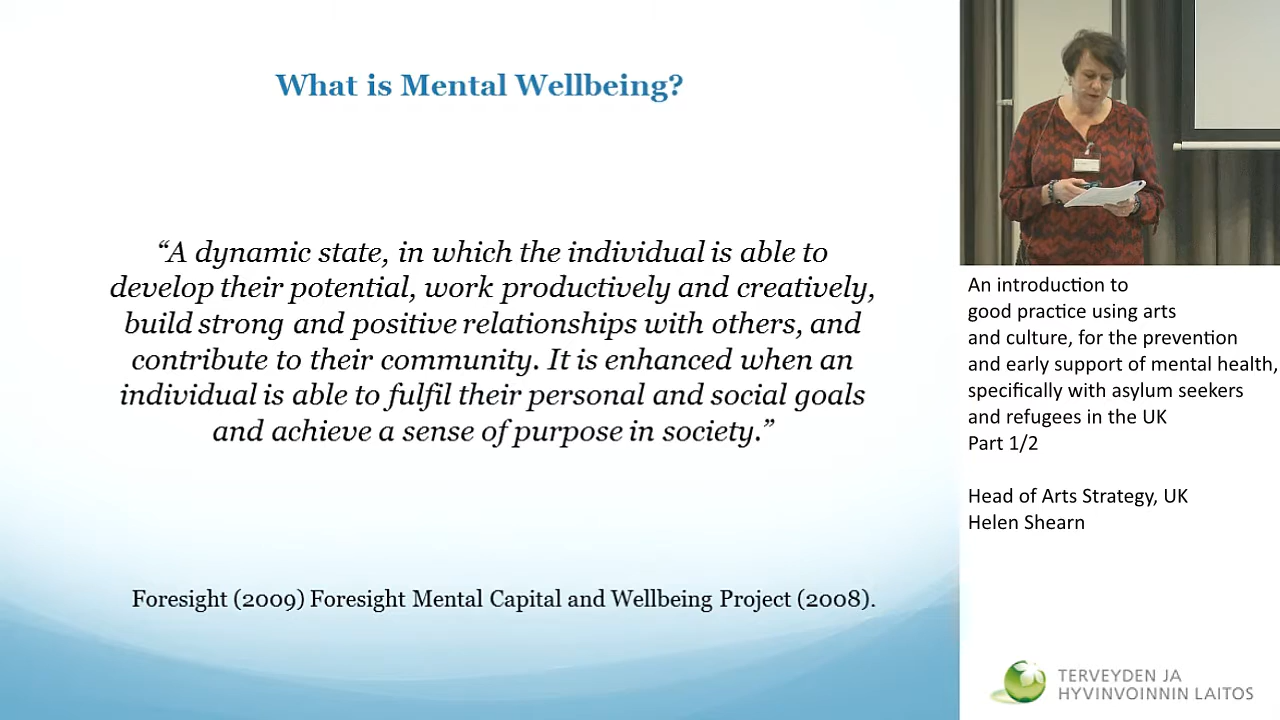 What is Mental Wellbeing?
“A dynamic state, in which the individual is able to
develop their potential, work productively and creatively,
build strong and positive relationships with others, and
contribute to their community. It is enhanced when an
individual is able to fulfil their personal and social goals
and achieve a sense of purpose in society.”
Foresight (2009) Foresight Mental Capital and Wellbeing Project (2008).
An introduction to
good practice using arts
and culture, for the prevention
and early support of mental health,
specifically with asylum seekers
and refugees in the UK
Part 1/2
Head of Arts Strategy, UK
Helen Shearn
TERVEYDEN JA
HYVINVOINNIN LAITOS